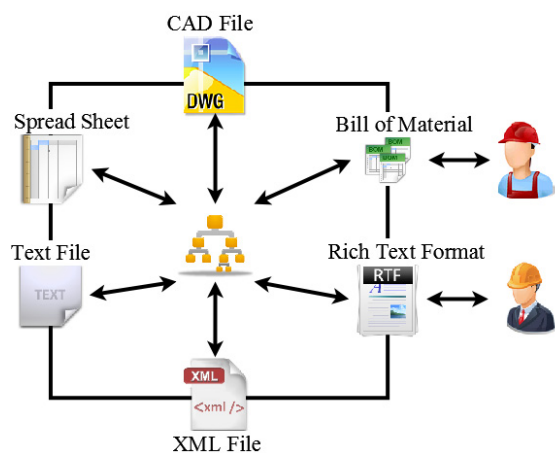 CAD File
DWG
Spread Sheet
Bill of Material
BOM
BOM
BOM
Text File
TEXT
Rich Text Format
RTF
A
XML
<xml />
XML File